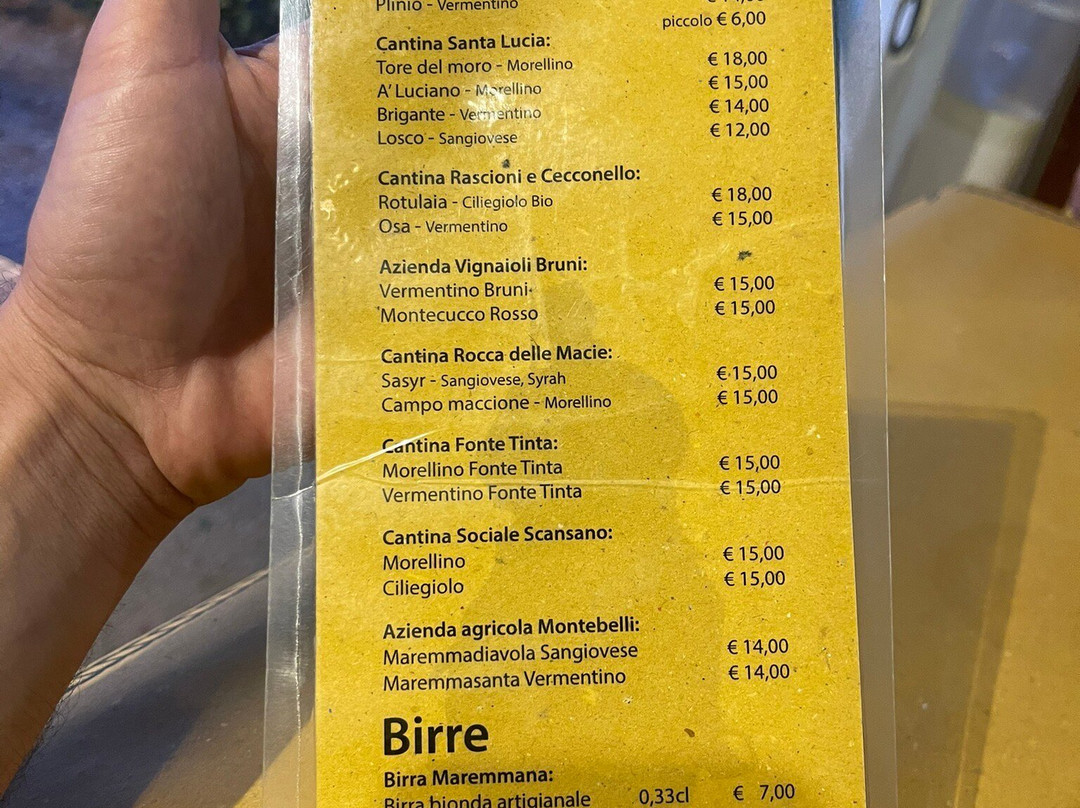 Plinio - Vermentino
piccolo € 6,00
Cantina Santa Lucia:
Tore del moro - Morellino € 18,00
A' Luciano - Morellino € 15,00
Brigante - Vermentino € 14,00
Losco - Sangiovese € 12,00
Cantina Rascioni e Cecconello:
Rotulaia - Ciliegiolo Bio € 18,00
Osa - Vermentino € 15,00
Azienda Vignaioli Bruni:
Vermentino Bruni € 15,00
Montecucco Rosso € 15,00
Cantina Rocca delle Macie:
Sasyr - Sangiovese, Syrah € 15,00
Campo maccione - Morellino € 15,00
Cantina Fonte Tinta:
Morellino Fonte Tinta € 15,00
Vermentino Fonte Tinta € 15,00
Cantina Sociale Scansano:
Morellino € 15,00
Ciliegiolo € 15,00
Azienda agricola Montebelli:
Maremmadiavola Sangiovese € 14,00
Maremmasanta Vermentino € 14,00
Birre
Birra Maremmana:
Birra bionda artigianale 0,33cl € 7,00